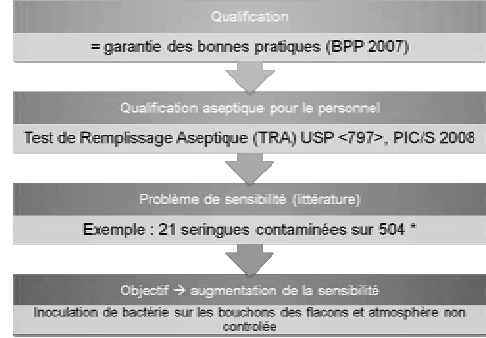 Qualification
= garantie des bonnes pratiques (BPP 2007)
Qualification aseptique pour le personnel
Test de Remplissage Aseptique (TRA) USP <797>, PIC/S 2008
Problème de sensibilité (littérature)
Exemple : 21 seringues contaminées sur 504 *
Objectif → augmentation de la sensibilité
Inoculation de bactérie sur les bouchons des flacons et atmosphère non
controlée